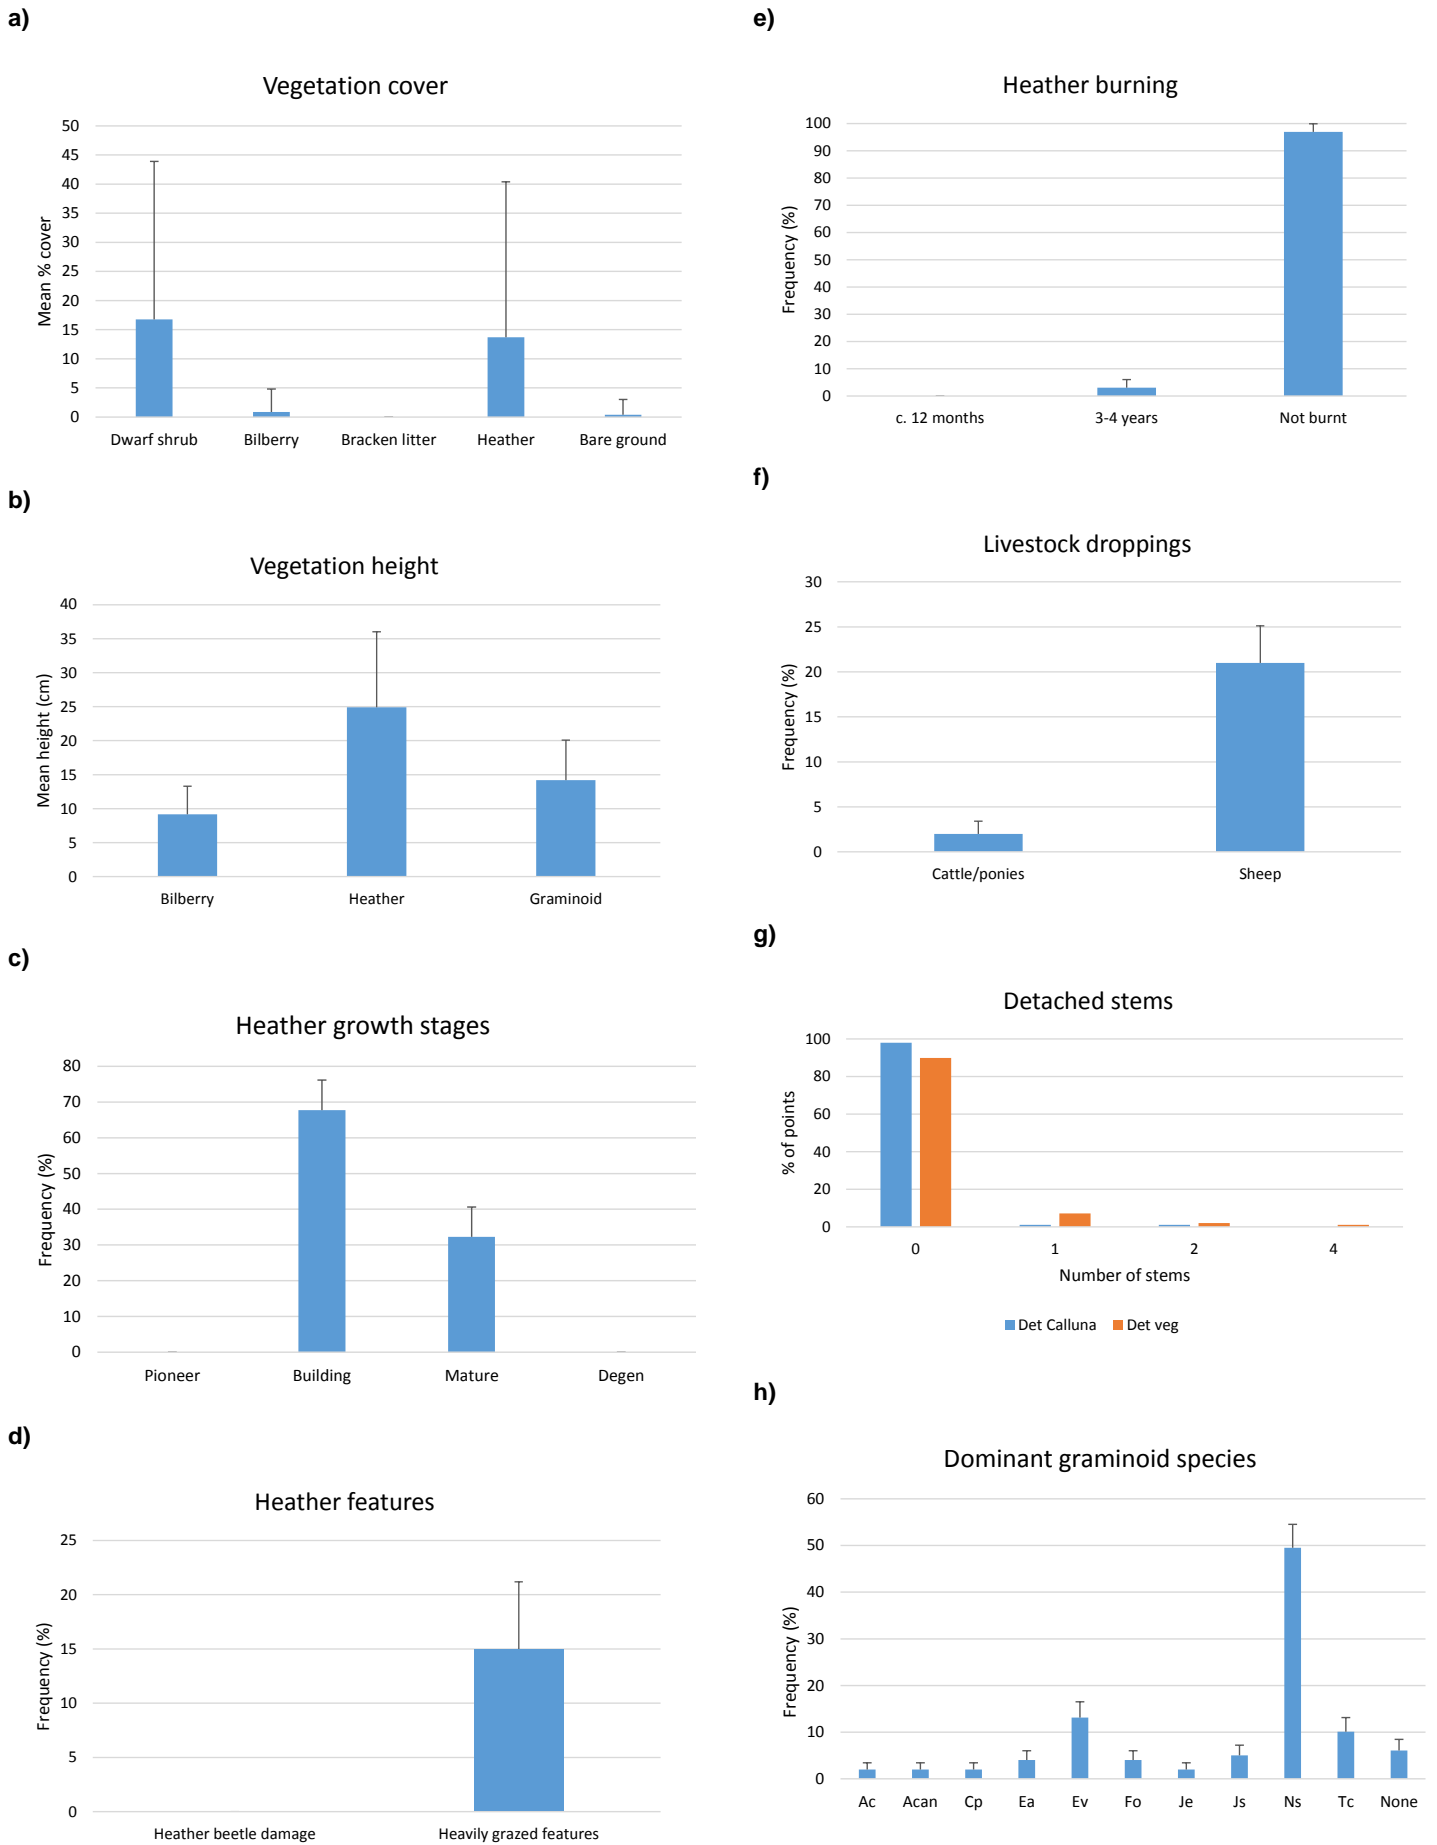 a)
Vegetation cover
Mean % cover
50
45
40
35
30
25
20
15
10
5
0
Dwarf shrub Bilberry Bracken litter Heather Bare ground
b)
Vegetation height
Mean height (cm)
40
35
30
25
20
15
10
5
0
Bilberry Heather Graminoid
c)
Heather growth stages
Frequency (%)
80
70
60
50
40
30
20
10
0
Pioneer Building Mature Degen
d)
Heather features
Frequency (%)
25
20
15
10
5
0
Heather beetle damage Heavily grazed features
e)
Heather burning
Frequency (%)
100
90
80
70
60
50
40
30
20
10
0
c. 12 months 3-4 years Not burnt
f)
Livestock droppings
Frequency (%)
30
25
20
15
10
5
0
Cattle/ponies Sheep
g)
Detached stems
% of points
100
80
60
40
20
0
0 1 2 4
Number of stems
Det Calluna Det veg
h)
Dominant graminoid species
Frequency (%)
60
50
40
30
20
10
0
Ac Acan Cp Ea Ev Fo Je Js Ns Tc None